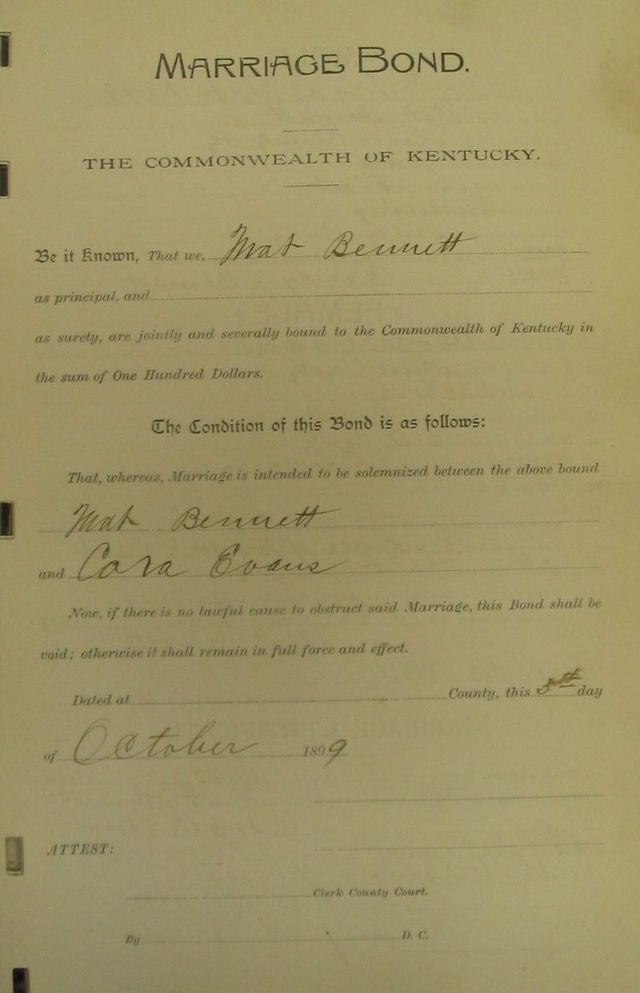 MARRIAGE BOND.
THE COMMONWEALTH OF KENTUCKY.
Be it Known, That we, Mat Bennett
as principal, and
as surety, are jointly and severally bound to the Commonwealth of Kentucky in
the sum of One Hundred Dollars.
The Condition of this Bond is as follows:
That, whereas, Marriage is intended to be solemnized between the above bound
Mat Bennett
and Cora Evans
Now, if there is no lawful cause to obstruct said Marriage, this Bond shall be
void; otherwise it shall remain in full force and effect.
Dated at County, this 5th day
of October 1899
ATTEST:
Clerk County Court.
By D. C.